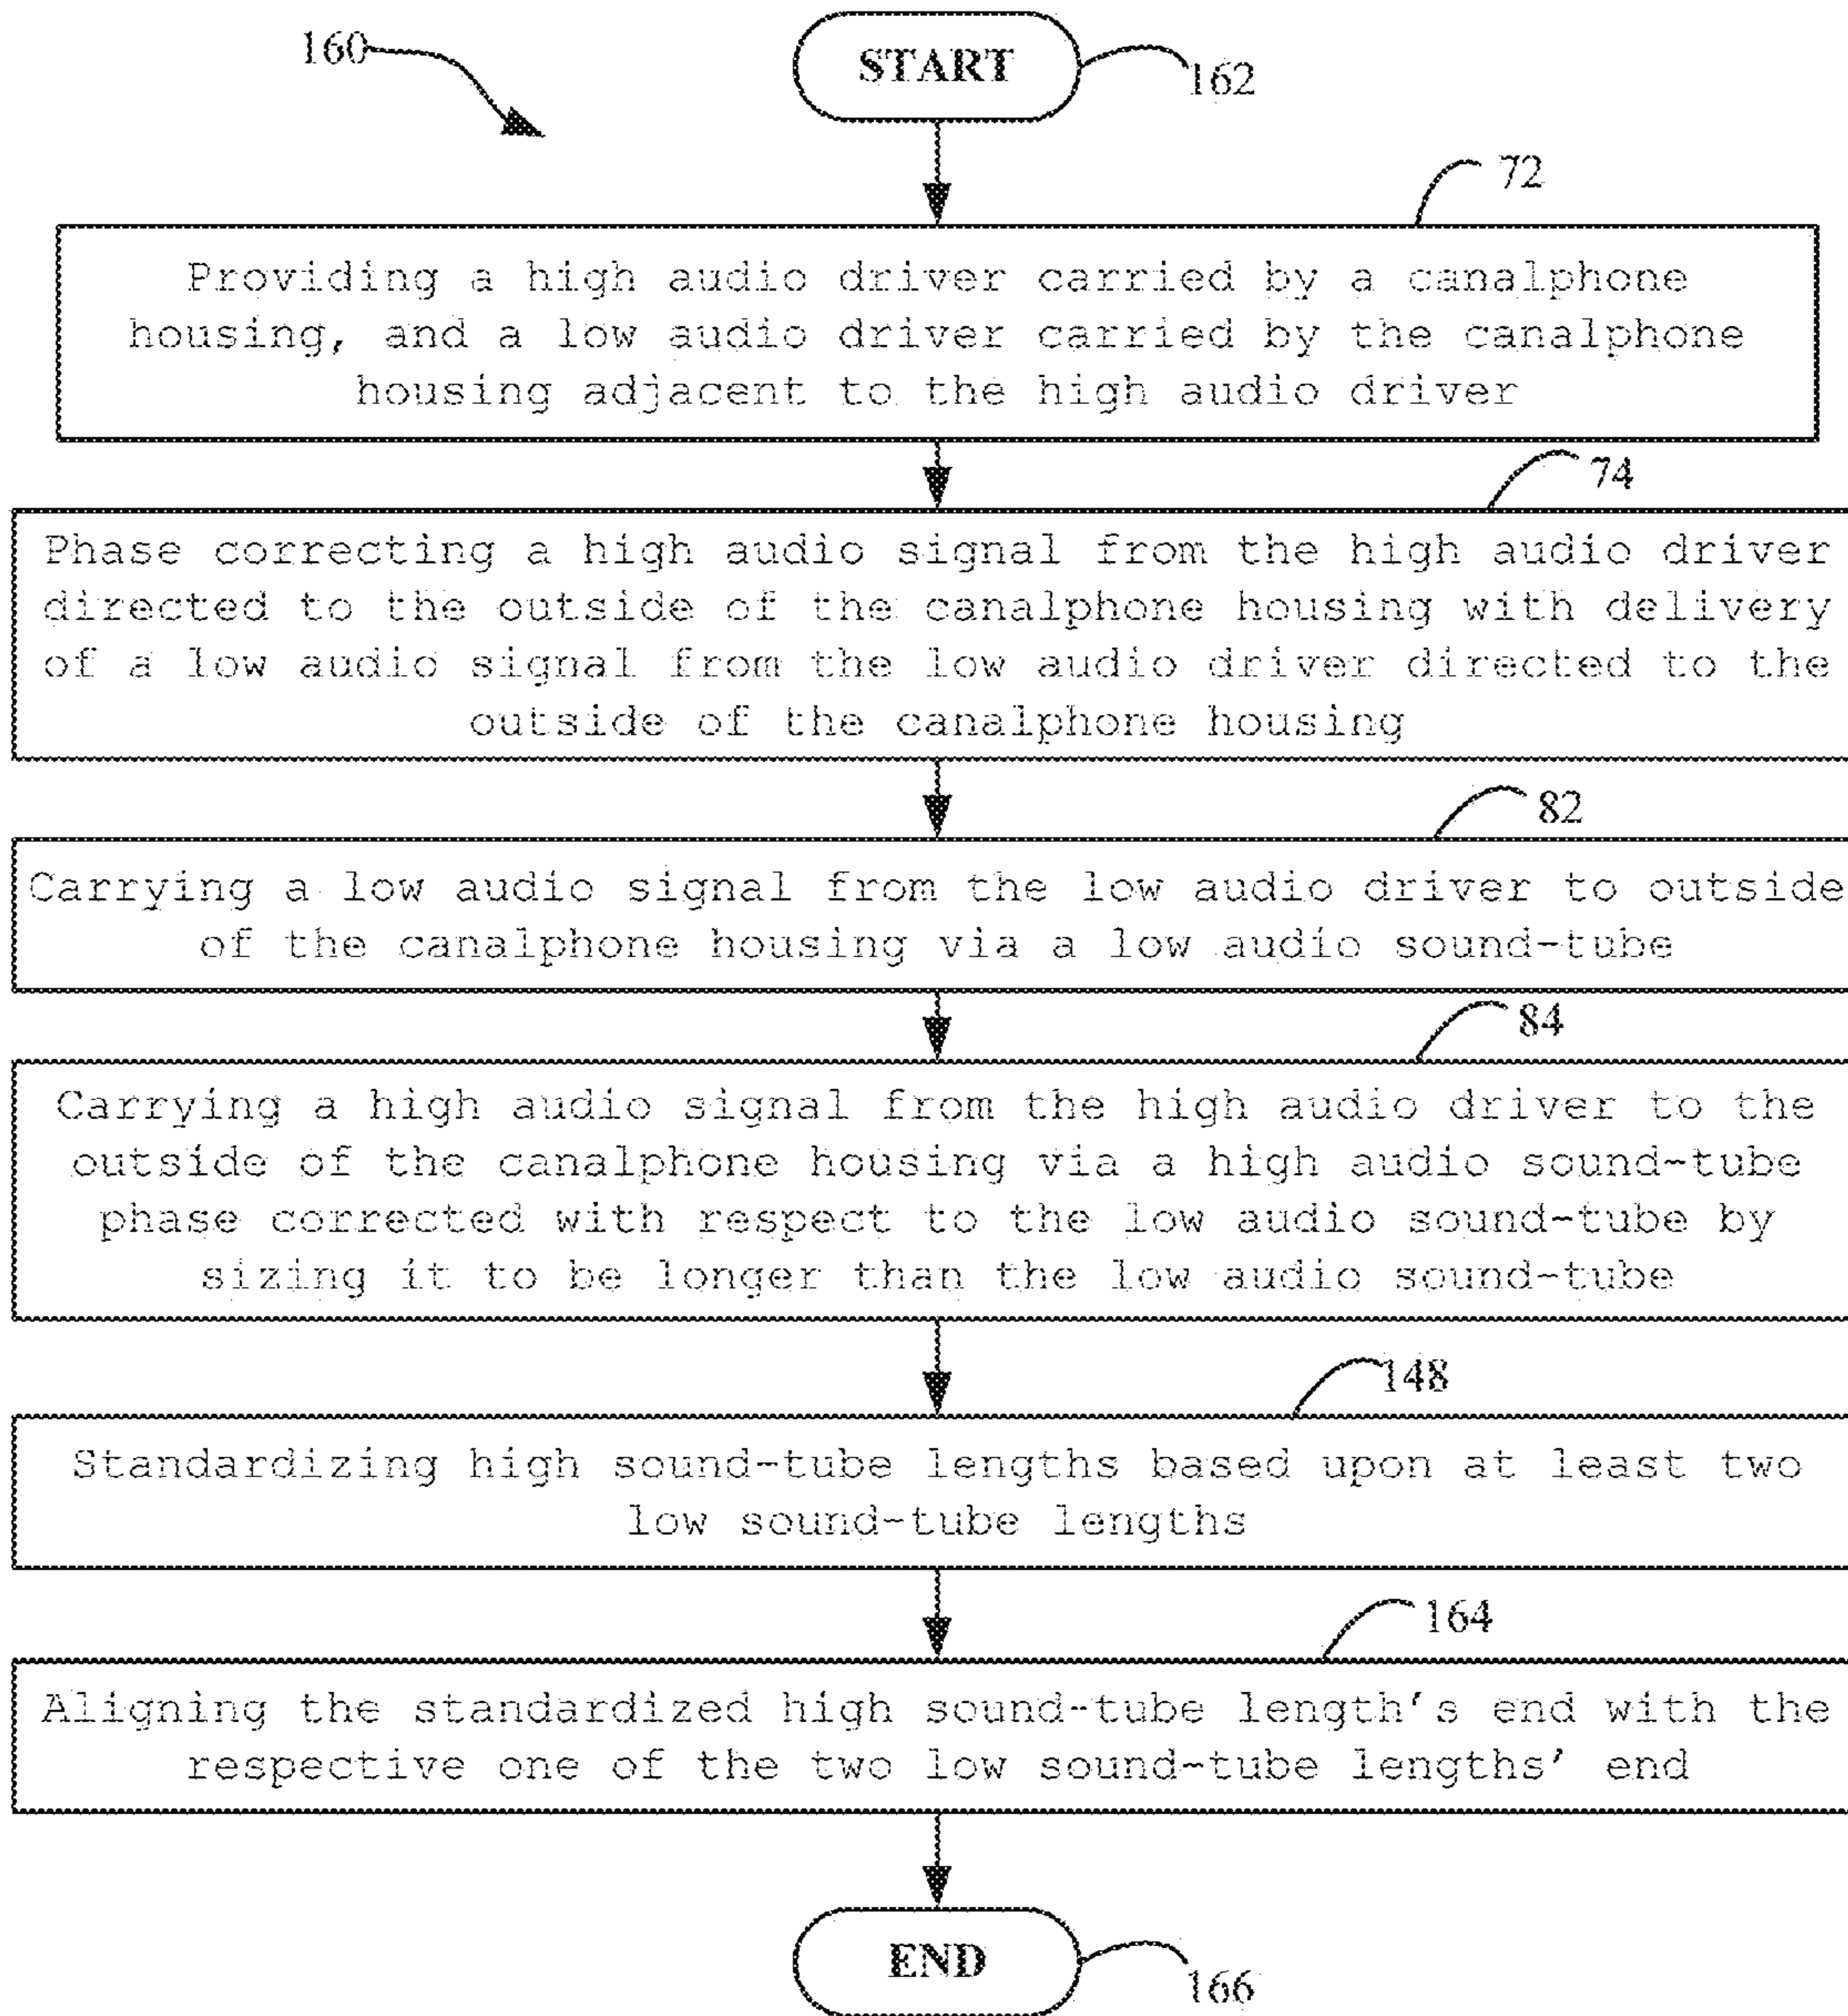 160
START
162
72
Providing a high audio driver carried by a canalphone
housing, and a low audio driver carried by the canalphone
housing adjacent to the high audio driver
74
Phase correcting a high audio signal from the high audio driver
directed to the outside of the canalphone housing with delivery
of a low audio signal from the low audio driver directed to the
outside of the canalphone housing
82
Carrying a low audio signal from the low audio driver to outside
of the canalphone housing via a low audio sound-tube
84
Carrying a high audio signal from the high audio driver to the
outside of the canalphone housing via a high audio sound-tube
phase corrected with respect to the low audio sound-tube by
sizing it to be longer than the low audio sound-tube
148
Standardizing high sound-tube lengths based upon at least two
low sound-tube lengths
164
Aligning the standardized high sound-tube length's end with the
respective one of the two low sound-tube lengths' end
END
166